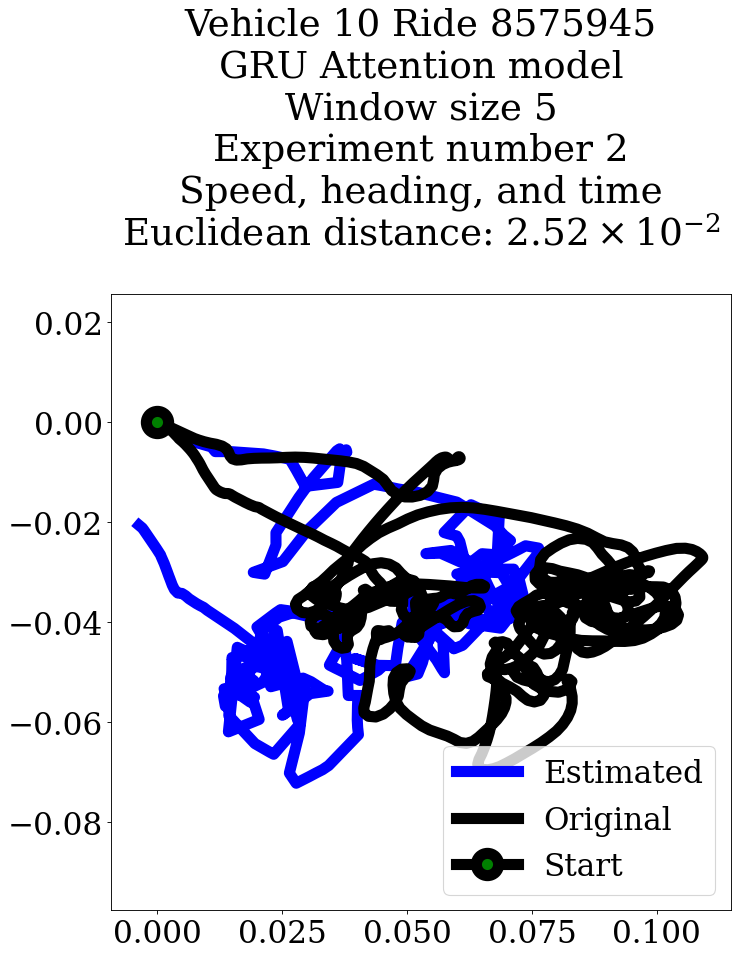 Vehicle 10 Ride 8575945
GRU Attention model
Window size 5
Experiment number 2
Speed, heading, and time
Euclidean distance: 2.52 × 10⁻²
0.02
0.00
−0.02
−0.04
−0.06
−0.08
Estimated
Original
Start
0.000 0.025 0.050 0.075 0.100